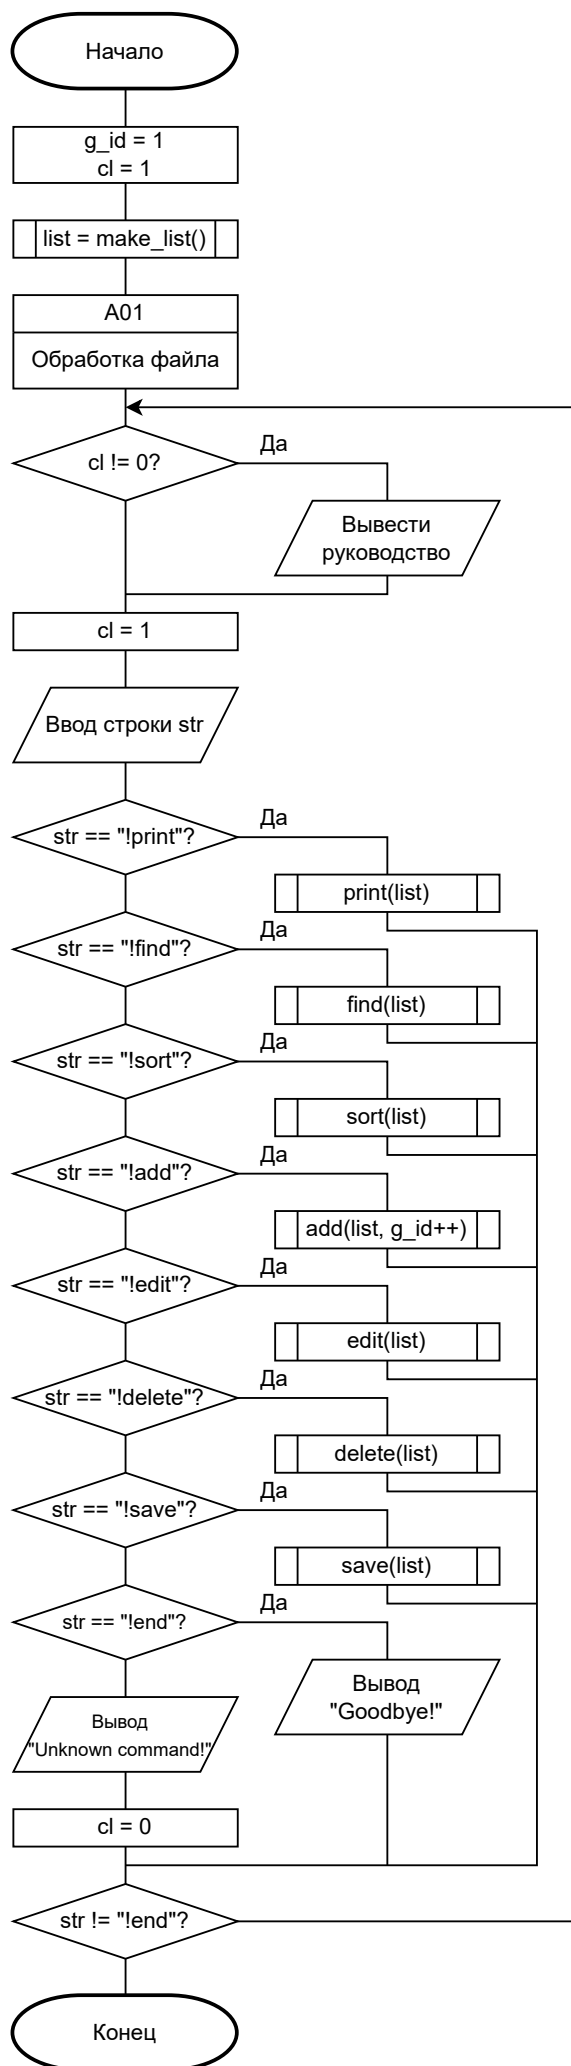 Начало
g_id = 1
cl = 1
list = make_list()
A01
Обработка файла
cl != 0?
Да
Вывести
руководство
cl = 1
Ввод строки str
str == "!print"?
Да
print(list)
str == "!find"?
Да
find(list)
str == "!sort"?
Да
sort(list)
str == "!add"?
Да
add(list, g_id++)
str == "!edit"?
Да
edit(list)
str == "!delete"?
Да
delete(list)
str == "!save"?
Да
save(list)
str == "!end"?
Да
Вывод
"Goodbye!"
Вывод
"Unknown command!"
cl = 0
str != "!end"?
Конец